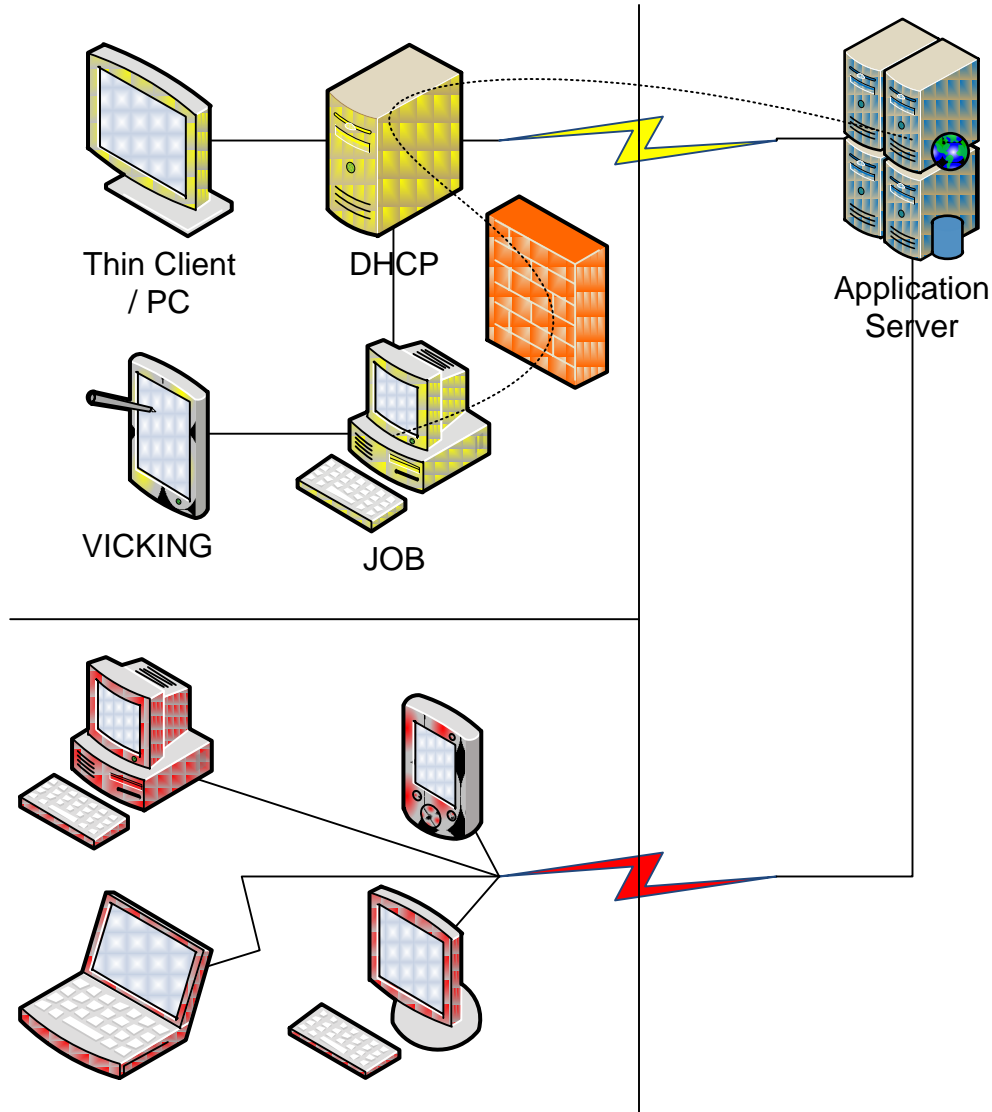 Thin Client
/ PC
DHCP
Application
Server
VICKING
JOB